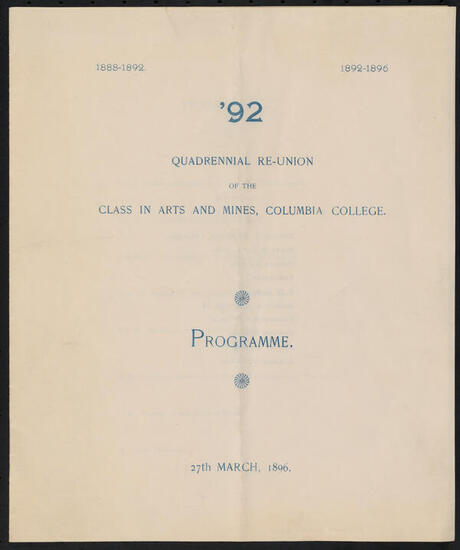 1888-1892. 1892-1896
'92
QUADRENNIAL RE-UNION
OF THE
CLASS IN ARTS AND MINES, COLUMBIA COLLEGE.
PROGRAMME.
27th MARCH, 1896.